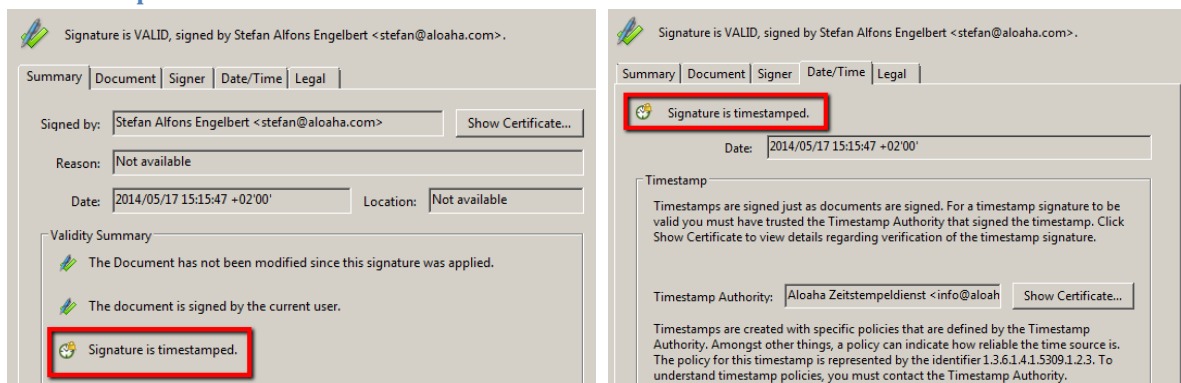 Signature is VALID, signed by Stefan Alfons Engelbert <stefan@aloaha.com>.
Summary Document Signer Date/Time Legal
Signed by: Stefan Alfons Engelbert <stefan@aloaha.com> Show Certificate...
Reason: Not available
Date: 2014/05/17 15:15:47 +02'00' Location: Not available
Validity Summary
The Document has not been modified since this signature was applied.
The document is signed by the current user.
Signature is timestamped.
Signature is VALID, signed by Stefan Alfons Engelbert <stefan@aloaha.com>.
Summary Document Signer Date/Time Legal
Signature is timestamped.
Date: 2014/05/17 15:15:47 +02'00'
Timestamp
Timestamps are signed just as documents are signed. For a timestamp signature to be
valid you must have trusted the Timestamp Authority that signed the timestamp. Click
Show Certificate to view details regarding verification of the timestamp signature.
Timestamp Authority: Aloaha Zeitstempeldienst <info@aloah Show Certificate...
Timestamps are created with specific policies that are defined by the Timestamp
Authority. Amongst other things, a policy can indicate how reliable the time source is.
The policy for this timestamp is represented by the identifier 1.3.6.1.4.1.5309.1.2.3. To
understand timestamp policies, you must contact the Timestamp Authority.